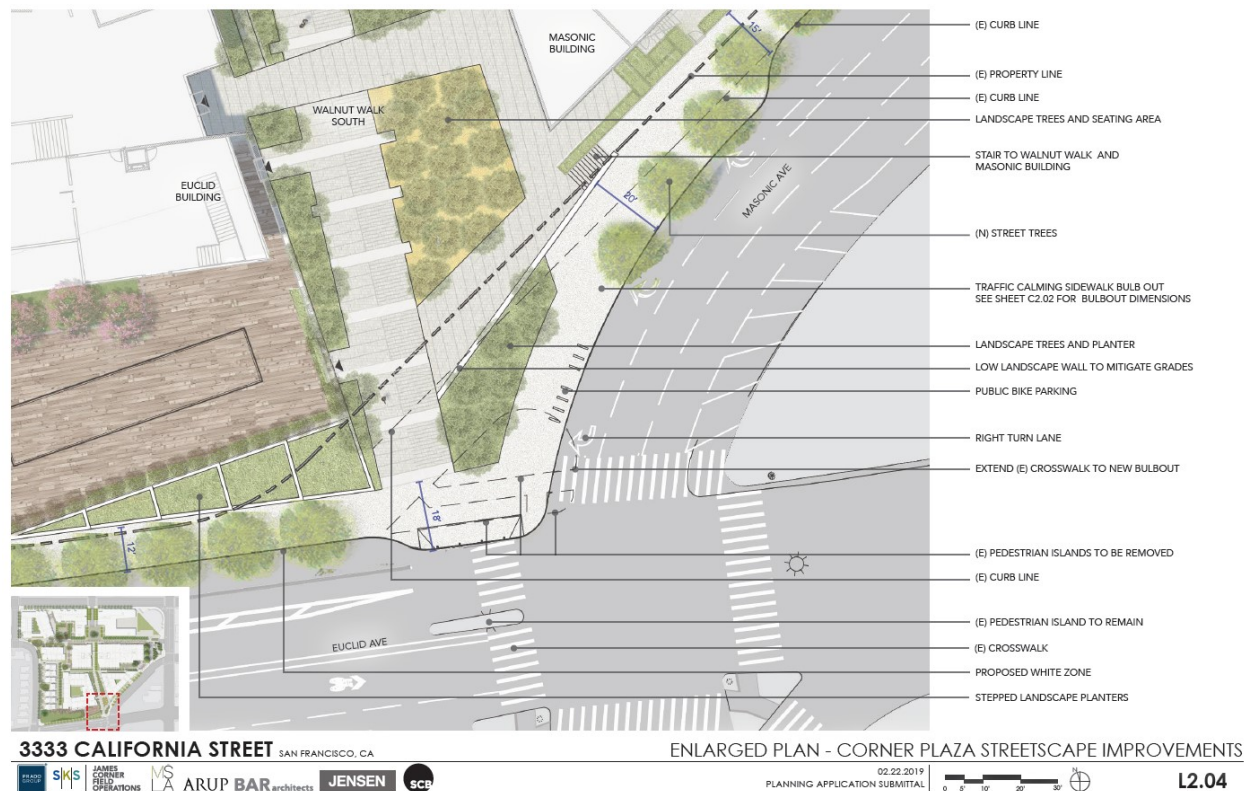 (E) CURB LINE
15'
MASONIC
BUILDING
(E) PROPERTY LINE
(E) CURB LINE
WALNUT WALK
SOUTH
LANDSCAPE TREES AND SEATING AREA
STAIR TO WALNUT WALK AND
MASONIC BUILDING
EUCLID
BUILDING
20'
MASONIC AVE
(N) STREET TREES
TRAFFIC CALMING SIDEWALK BULB OUT
SEE SHEET C2.02 FOR BULBOUT DIMENSIONS
LANDSCAPE TREES AND PLANTER
LOW LANDSCAPE WALL TO MITIGATE GRADES
PUBLIC BIKE PARKING
RIGHT TURN LANE
EXTEND (E) CROSSWALK TO NEW BULBOUT
18'
12'
(E) PEDESTRIAN ISLANDS TO BE REMOVED
(E) CURB LINE
(E) PEDESTRIAN ISLAND TO REMAIN
EUCLID AVE
(E) CROSSWALK
PROPOSED WHITE ZONE
STEPPED LANDSCAPE PLANTERS
3333 CALIFORNIA STREET SAN FRANCISCO, CA
ENLARGED PLAN - CORNER PLAZA STREETSCAPE IMPROVEMENTS
PRADO
GROUP
SKS
JAMES
CORNER
FIELD
OPERATIONS
MS
LA
ARUP
BAR architects
JENSEN
SCB
02.22.2019
PLANNING APPLICATION SUBMITTAL
0 5' 10' 20' 30'
N
L2.04